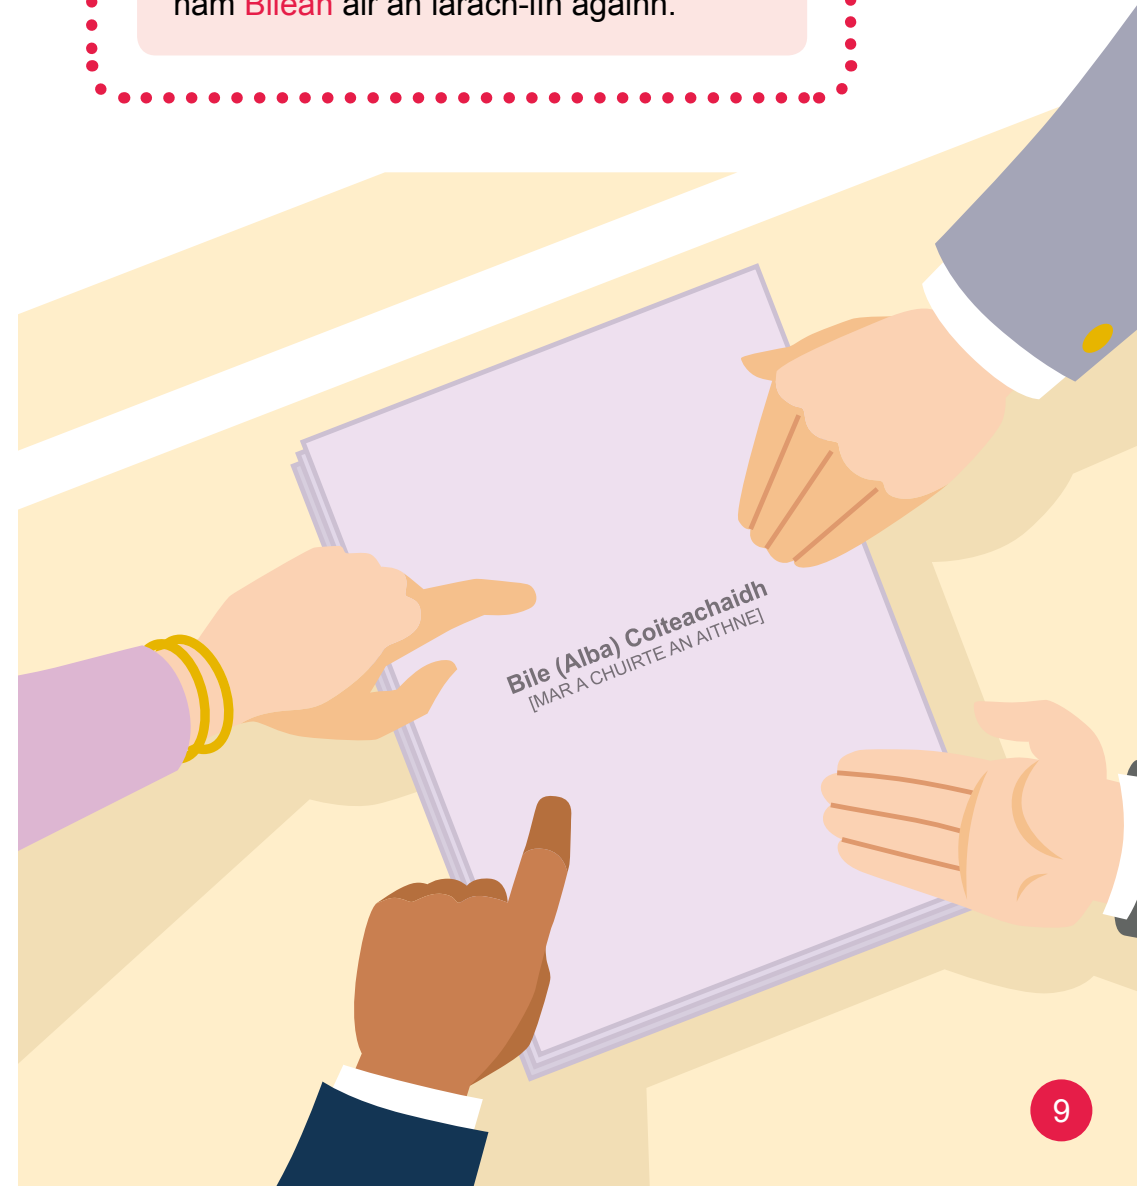 nam Bilean air an làrach-lìn againn.
Bile (Alba) Coiteachaidh
[MAR A CHUIRTE AN AITHNE]
9